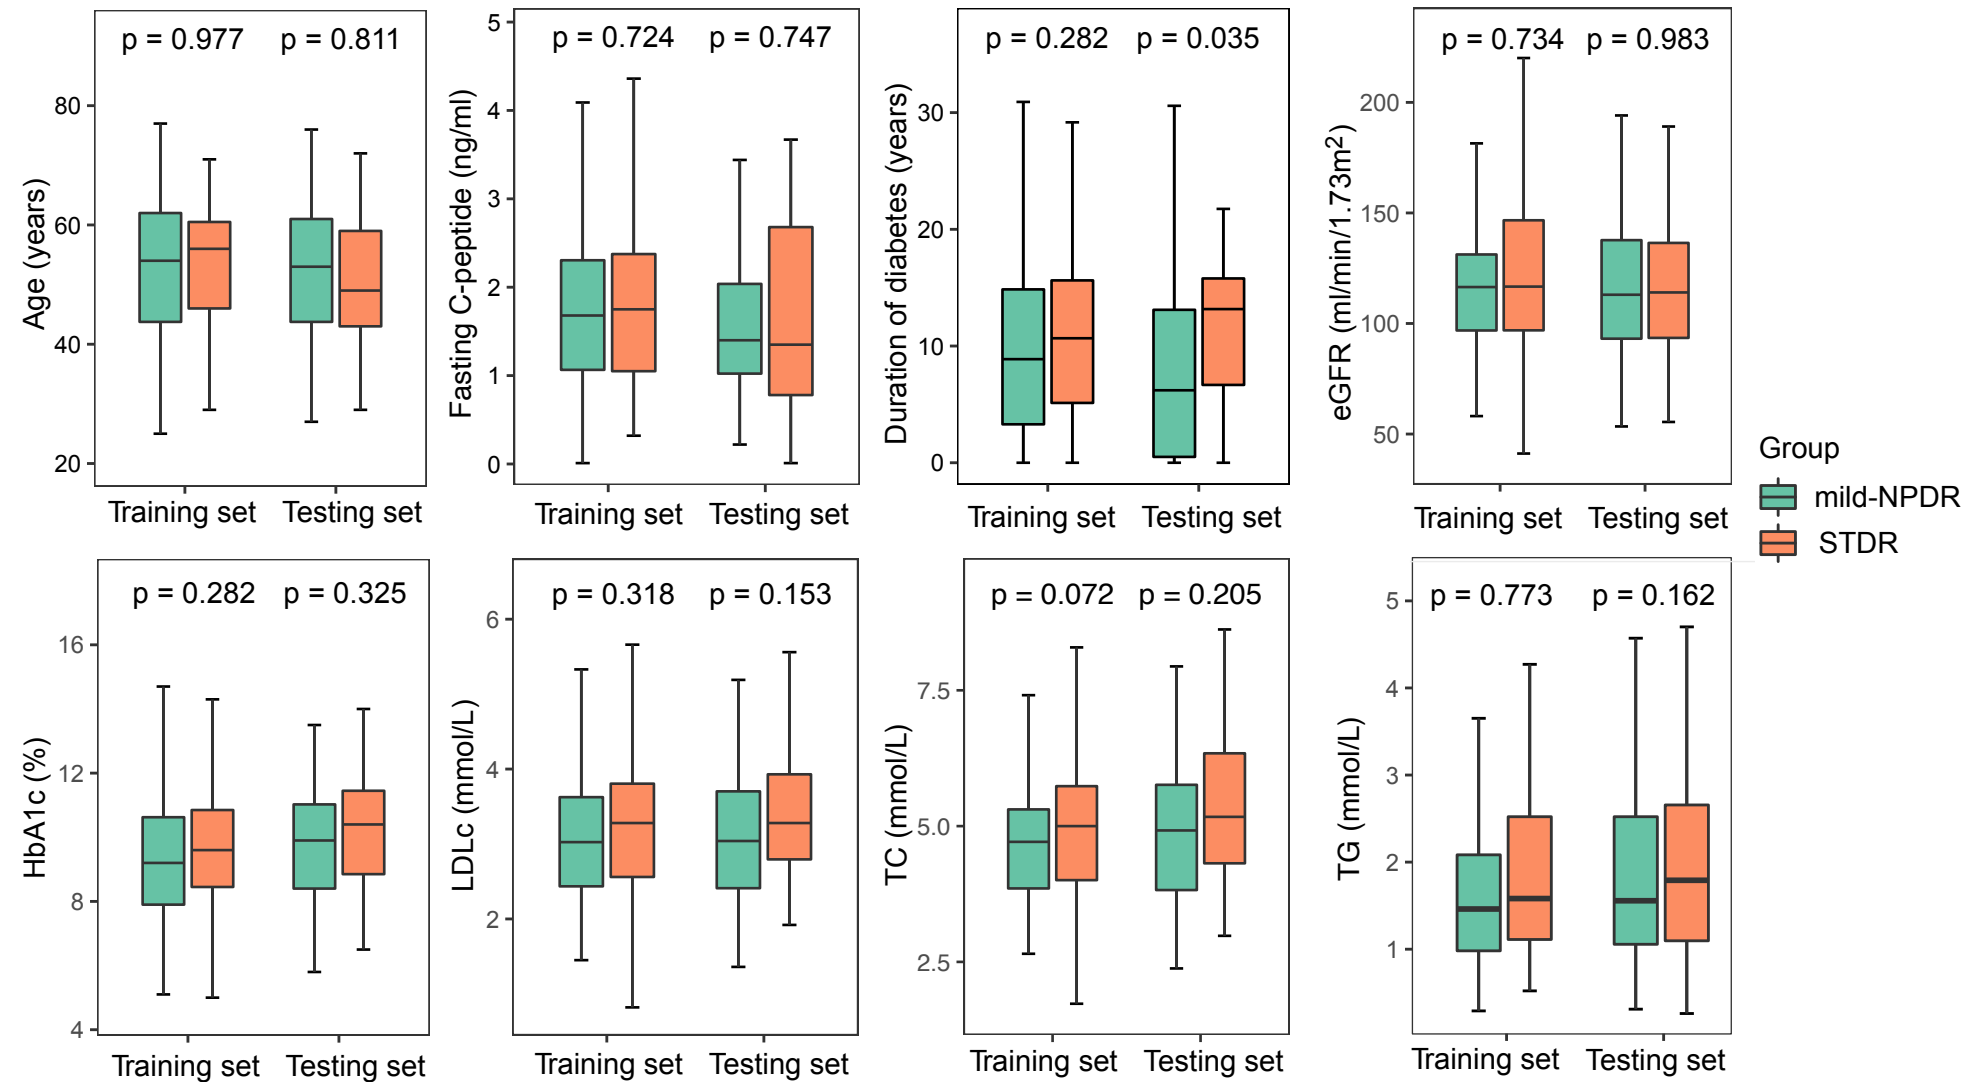 p = 0.977 p = 0.811
Age (years)
80
60
40
20
Training set Testing set
p = 0.724 p = 0.747
Fasting C-peptide (ng/ml)
5
4
3
2
1
0
Training set Testing set
p = 0.282 p = 0.035
Duration of diabetes (years)
30
20
10
0
Training set Testing set
p = 0.734 p = 0.983
eGFR (ml/min/1.73m²)
200
150
100
50
Training set Testing set
Group
mild-NPDR
STDR
p = 0.282 p = 0.325
HbA1c (%)
16
12
8
4
Training set Testing set
p = 0.318 p = 0.153
LDLc (mmol/L)
6
4
2
Training set Testing set
p = 0.072 p = 0.205
TC (mmol/L)
7.5
5.0
2.5
Training set Testing set
p = 0.773 p = 0.162
TG (mmol/L)
5
4
3
2
1
Training set Testing set